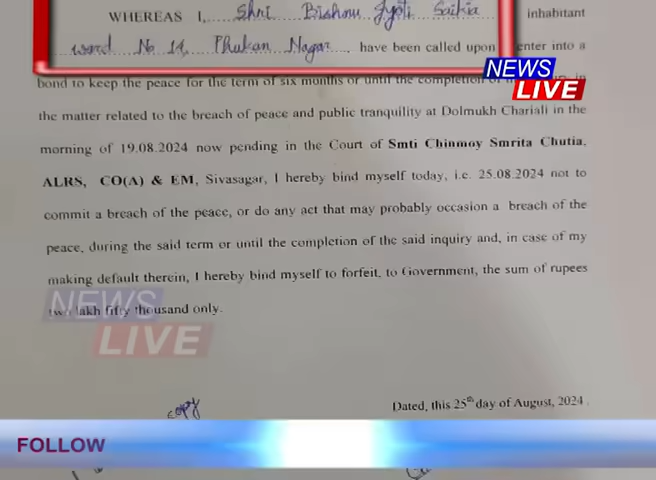 WHEREAS I, Shri Bishnu Jyoti Saikia inhabitant
word No 14, Phukan Nagar, have been called upon enter into a
bond to keep the peace for the term of six months or until the completion of in
NEWS
LIVE
the matter related to the breach of peace and public tranquility at Dolmukh Chariali in the
morning of 19.08.2024 now pending in the Court of Smti Chinmoy Smrita Chutia,
ALRS, CO(A) & EM, Sivasagar, I hereby bind myself today, i.e. 25.08.2024 not to
commit a breach of the peace, or do any act that may probably occasion a breach of the
peace, during the said term or until the completion of the said inquiry and, in case of my
making default therein, I hereby bind myself to forfeit, to Government, the sum of rupees
two lakh fifty thousand only.
NEWS
LIVE
copy
Dated, this 25th day of August, 2024
FOLLOW